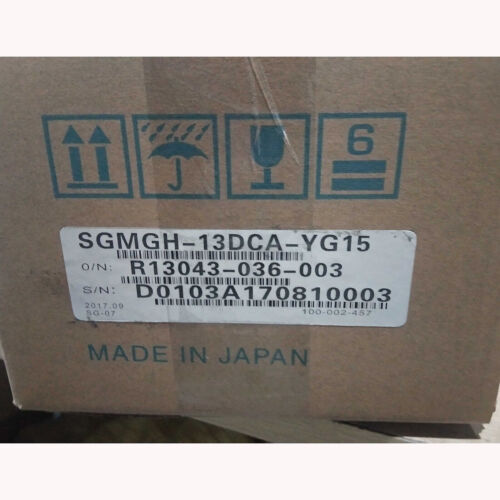 6
SGMGH-13DCA-YG15
O/N: R13043-036-003
S/N: D0103A170810003
2017.09
SG-07 100-002-457
MADE IN JAPAN